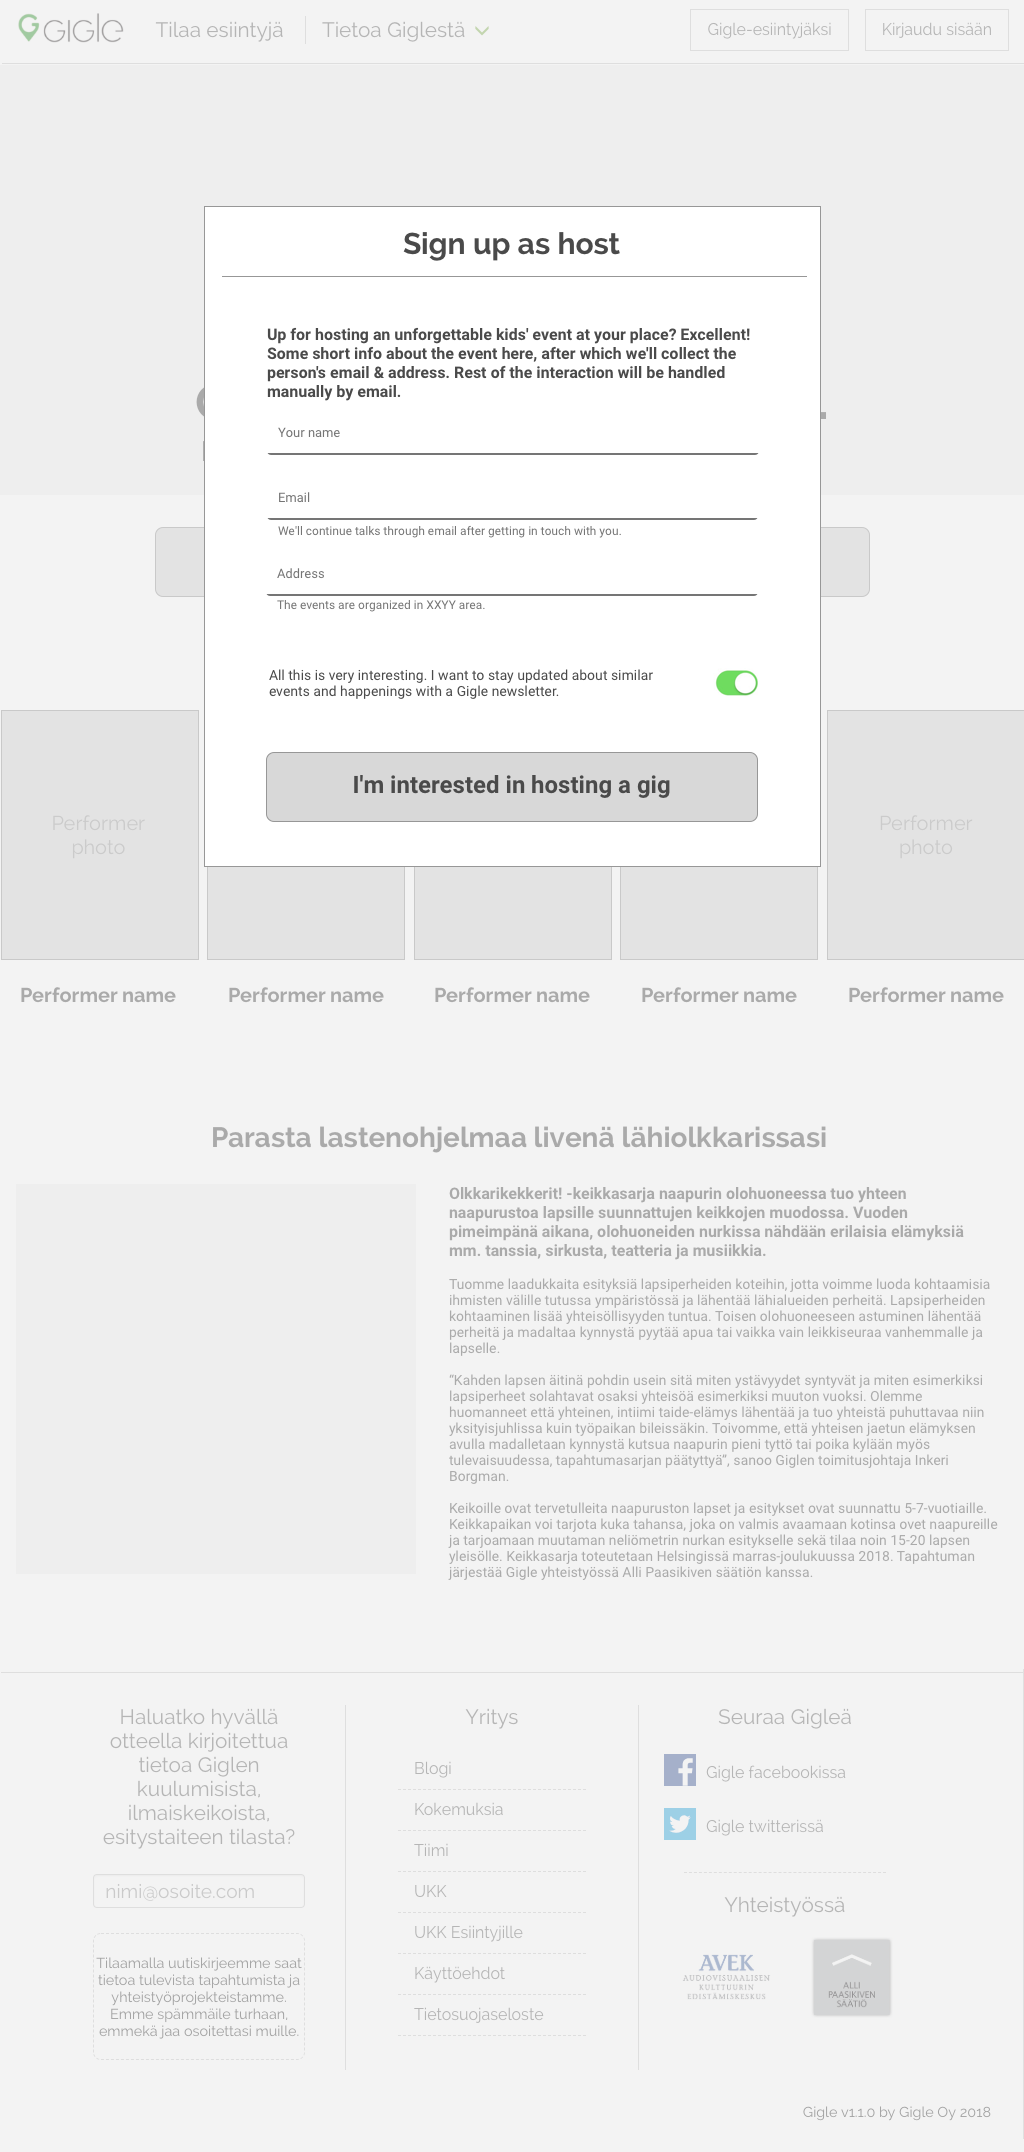 GIGLE
Tilaa esiintyjä
Tietoa Giglestä
Gigle-esiintyjäksi
Kirjaudu sisään
Sign up as host
Up for hosting an unforgettable kids' event at your place? Excellent!
Some short info about the event here, after which we'll collect the
person's email & address. Rest of the interaction will be handled
manually by email.
Your name
Email
We'll continue talks through email after getting in touch with you.
Address
The events are organized in XXYY area.
All this is very interesting. I want to stay updated about similar
events and happenings with a Gigle newsletter.
I'm interested in hosting a gig
Performer
photo
Performer
photo
Performer name
Performer name
Performer name
Performer name
Performer name
Parasta lastenohjelmaa livenä lähiolkkarissasi
Olkkarikekkerit! -keikkasarja naapurin olohuoneessa tuo yhteen
naapurustoa lapsille suunnattujen keikkojen muodossa. Vuoden
pimeimpänä aikana, olohuoneiden nurkissa nähdään erilaisia elämyksiä
mm. tanssia, sirkusta, teatteria ja musiikkia.
Tuomme laadukkaita esityksiä lapsiperheiden koteihin, jotta voimme luoda kohtaamisia
ihmisten välille tutussa ympäristössä ja lähentää lähialueiden perheitä. Lapsiperheiden
kohtaaminen lisää yhteisöllisyyden tuntua. Toisen olohuoneeseen astuminen lähentää
perheitä ja madaltaa kynnystä pyytää apua tai vaikka vain leikkiseuraa vanhemmalle ja
lapselle.
“Kahden lapsen äitinä pohdin usein sitä miten ystävyydet syntyvät ja miten esimerkiksi
lapsiperheet solahtavat osaksi yhteisöä esimerkiksi muuton vuoksi. Olemme
huomanneet että yhteinen, intiimi taide-elämys lähentää ja tuo yhteistä puhuttavaa niin
yksityisjuhlissa kuin työpaikan bileissäkin. Toivomme, että yhteisen jaetun elämyksen
avulla madalletaan kynnystä kutsua naapurin pieni tyttö tai poika kylään myös
tulevaisuudessa, tapahtumasarjan päätyttyä”, sanoo Giglen toimitusjohtaja Inkeri
Borgman.
Keikoille ovat tervetulleita naapuruston lapset ja esitykset ovat suunnattu 5-7-vuotiaille.
Keikkapaikan voi tarjota kuka tahansa, joka on valmis avaamaan kotinsa ovet naapureille
ja tarjoamaan muutaman neliömetrin nurkan esitykselle sekä tilaa noin 15-20 lapsen
yleisölle. Keikkasarja toteutetaan Helsingissä marras-joulukuussa 2018. Tapahtuman
järjestää Gigle yhteistyössä Alli Paasikiven säätiön kanssa.
Haluatko hyvällä
otteella kirjoitettua
tietoa Giglen
kuulumisista,
ilmaiskeikoista,
esitystaiteen tilasta?
nimi@osoite.com
Tilaamalla uutiskirjeemme saat
tietoa tulevista tapahtumista ja
yhteistyöprojekteistamme.
Emme spämmäile turhaan,
emmekä jaa osoitettasi muille.
Yritys
Blogi
Kokemuksia
Tiimi
UKK
UKK Esiintyjille
Käyttöehdot
Tietosuojaseloste
Seuraa Gigleä
Gigle facebookissa
Gigle twitterissä
Yhteistyössä
AVEK
AUDIOVISUAALISEN
KULTTUURIN
EDISTÄMISKESKUS
ALLI
PAASIKIVEN
SÄÄTIÖ
Gigle v1.1.0 by Gigle Oy 2018